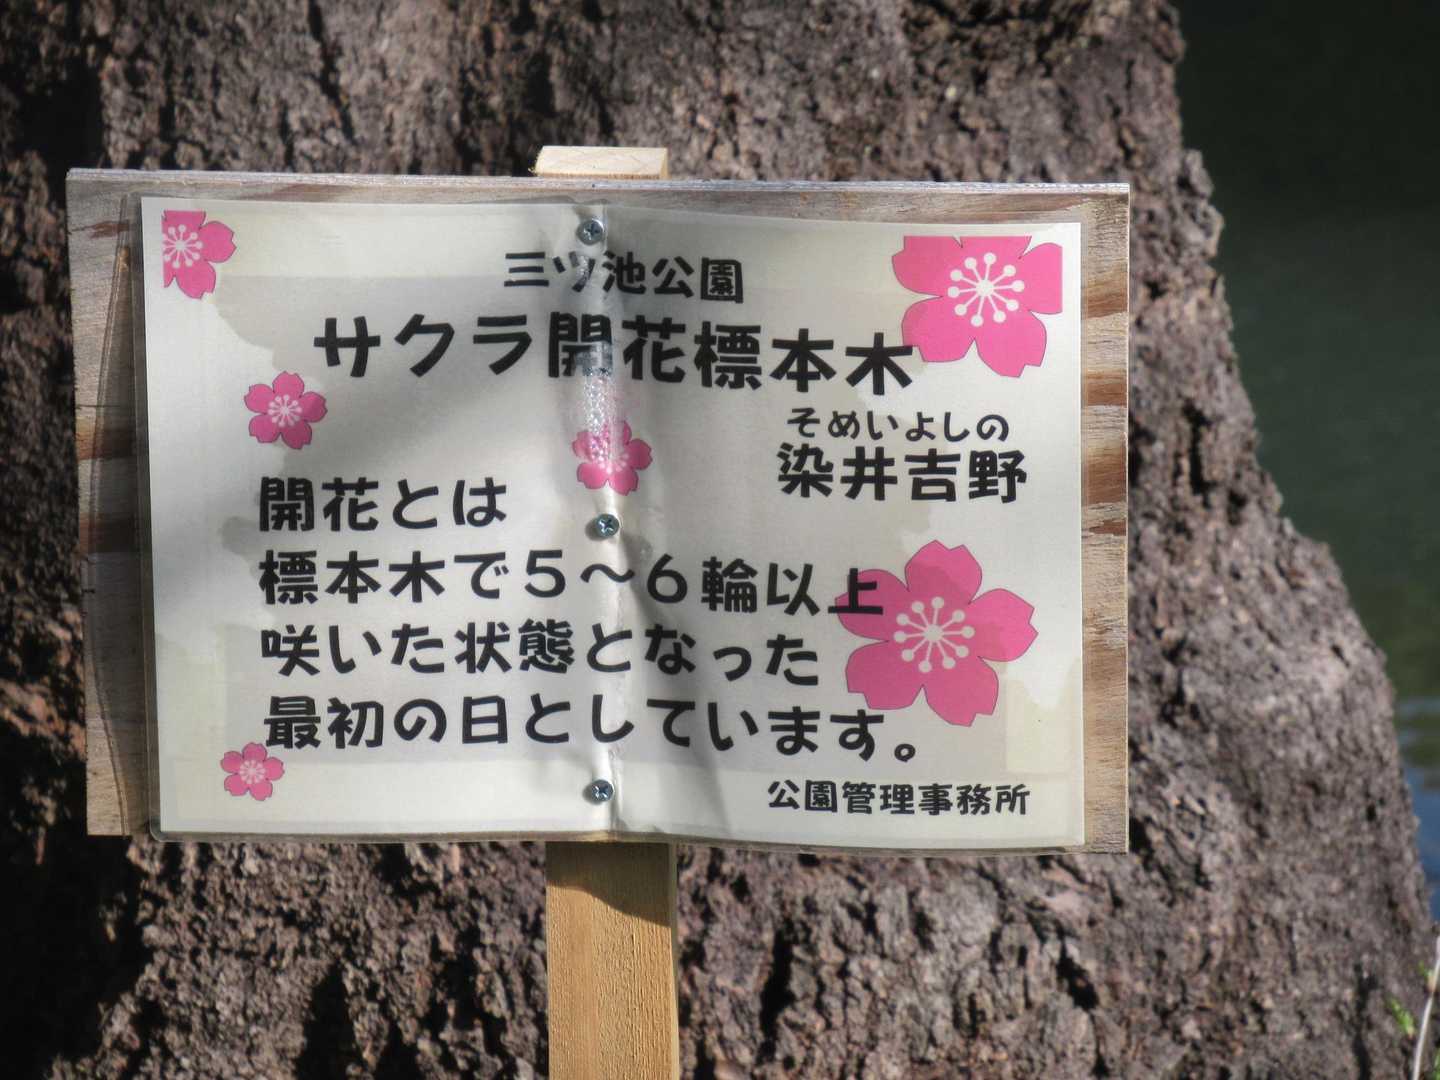 三ツ池公園
サクラ開花標本木
そめいよしの
染井吉野
開花とは
標本木で５～６輪以上
咲いた状態となった
最初の日としています。
公園管理事務所